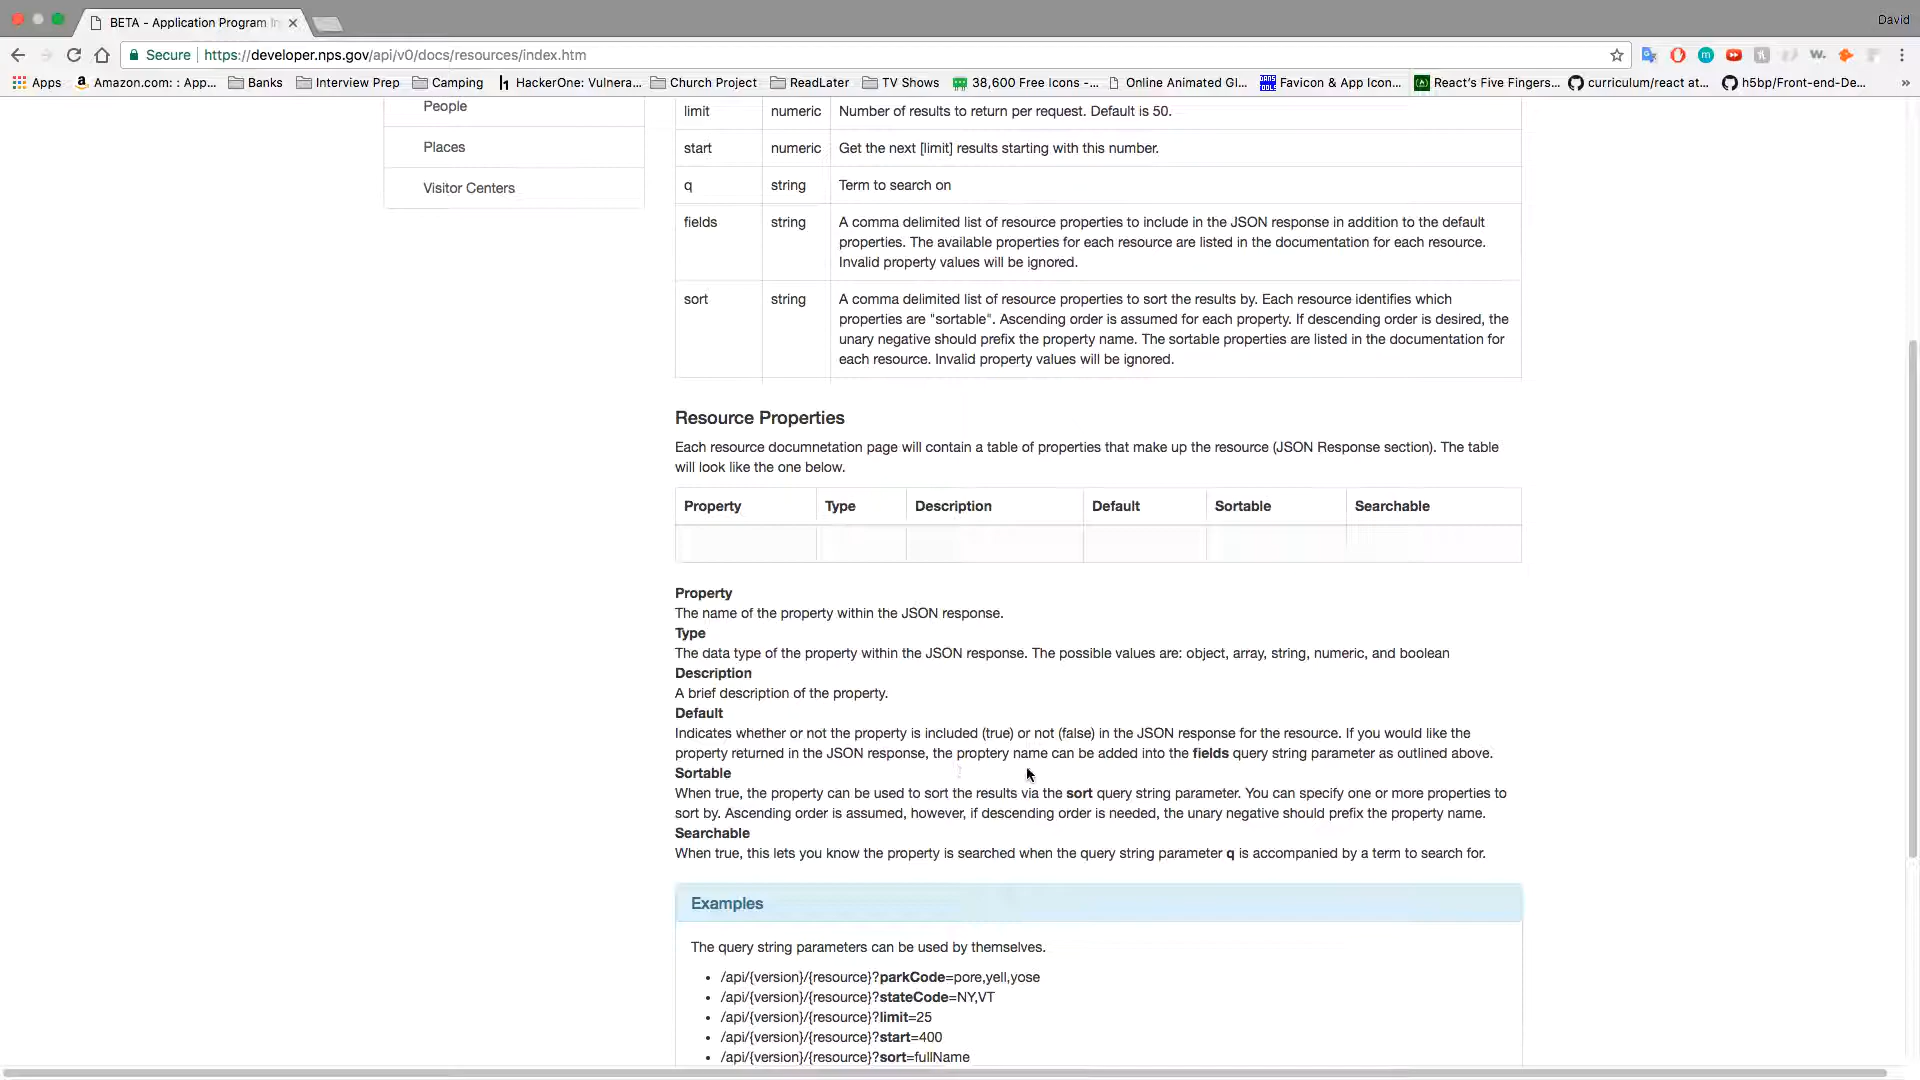 BETA - Application Program In
David
Secure https://developer.nps.gov/api/v0/docs/resources/index.htm
Apps Amazon.com: : App... Banks Interview Prep Camping HackerOne: Vulnera... Church Project ReadLater TV Shows 38,600 Free Icons -... Online Animated Gl... Favicon & App Icon... React's Five Fingers... curriculum/react at... h5bp/Front-end-De... »
People
Places
Visitor Centers
limit numeric Number of results to return per request. Default is 50.
start numeric Get the next [limit] results starting with this number.
q string Term to search on
fields string A comma delimited list of resource properties to include in the JSON response in addition to the default
properties. The available properties for each resource are listed in the documentation for each resource.
Invalid property values will be ignored.
sort string A comma delimited list of resource properties to sort the results by. Each resource identifies which
properties are "sortable". Ascending order is assumed for each property. If descending order is desired, the
unary negative should prefix the property name. The sortable properties are listed in the documentation for
each resource. Invalid property values will be ignored.
Resource Properties
Each resource documnetation page will contain a table of properties that make up the resource (JSON Response section). The table
will look like the one below.
Property Type Description Default Sortable Searchable
Property
The name of the property within the JSON response.
Type
The data type of the property within the JSON response. The possible values are: object, array, string, numeric, and boolean
Description
A brief description of the property.
Default
Indicates whether or not the property is included (true) or not (false) in the JSON response for the resource. If you would like the
property returned in the JSON response, the proptery name can be added into the fields query string parameter as outlined above.
Sortable
When true, the property can be used to sort the results via the sort query string parameter. You can specify one or more properties to
sort by. Ascending order is assumed, however, if descending order is needed, the unary negative should prefix the property name.
Searchable
When true, this lets you know the property is searched when the query string parameter q is accompanied by a term to search for.
Examples
The query string parameters can be used by themselves.
• /api/{version}/{resource}?parkCode=pore,yell,yose
• /api/{version}/{resource}?stateCode=NY,VT
• /api/{version}/{resource}?limit=25
• /api/{version}/{resource}?start=400
• /api/{version}/{resource}?sort=fullName